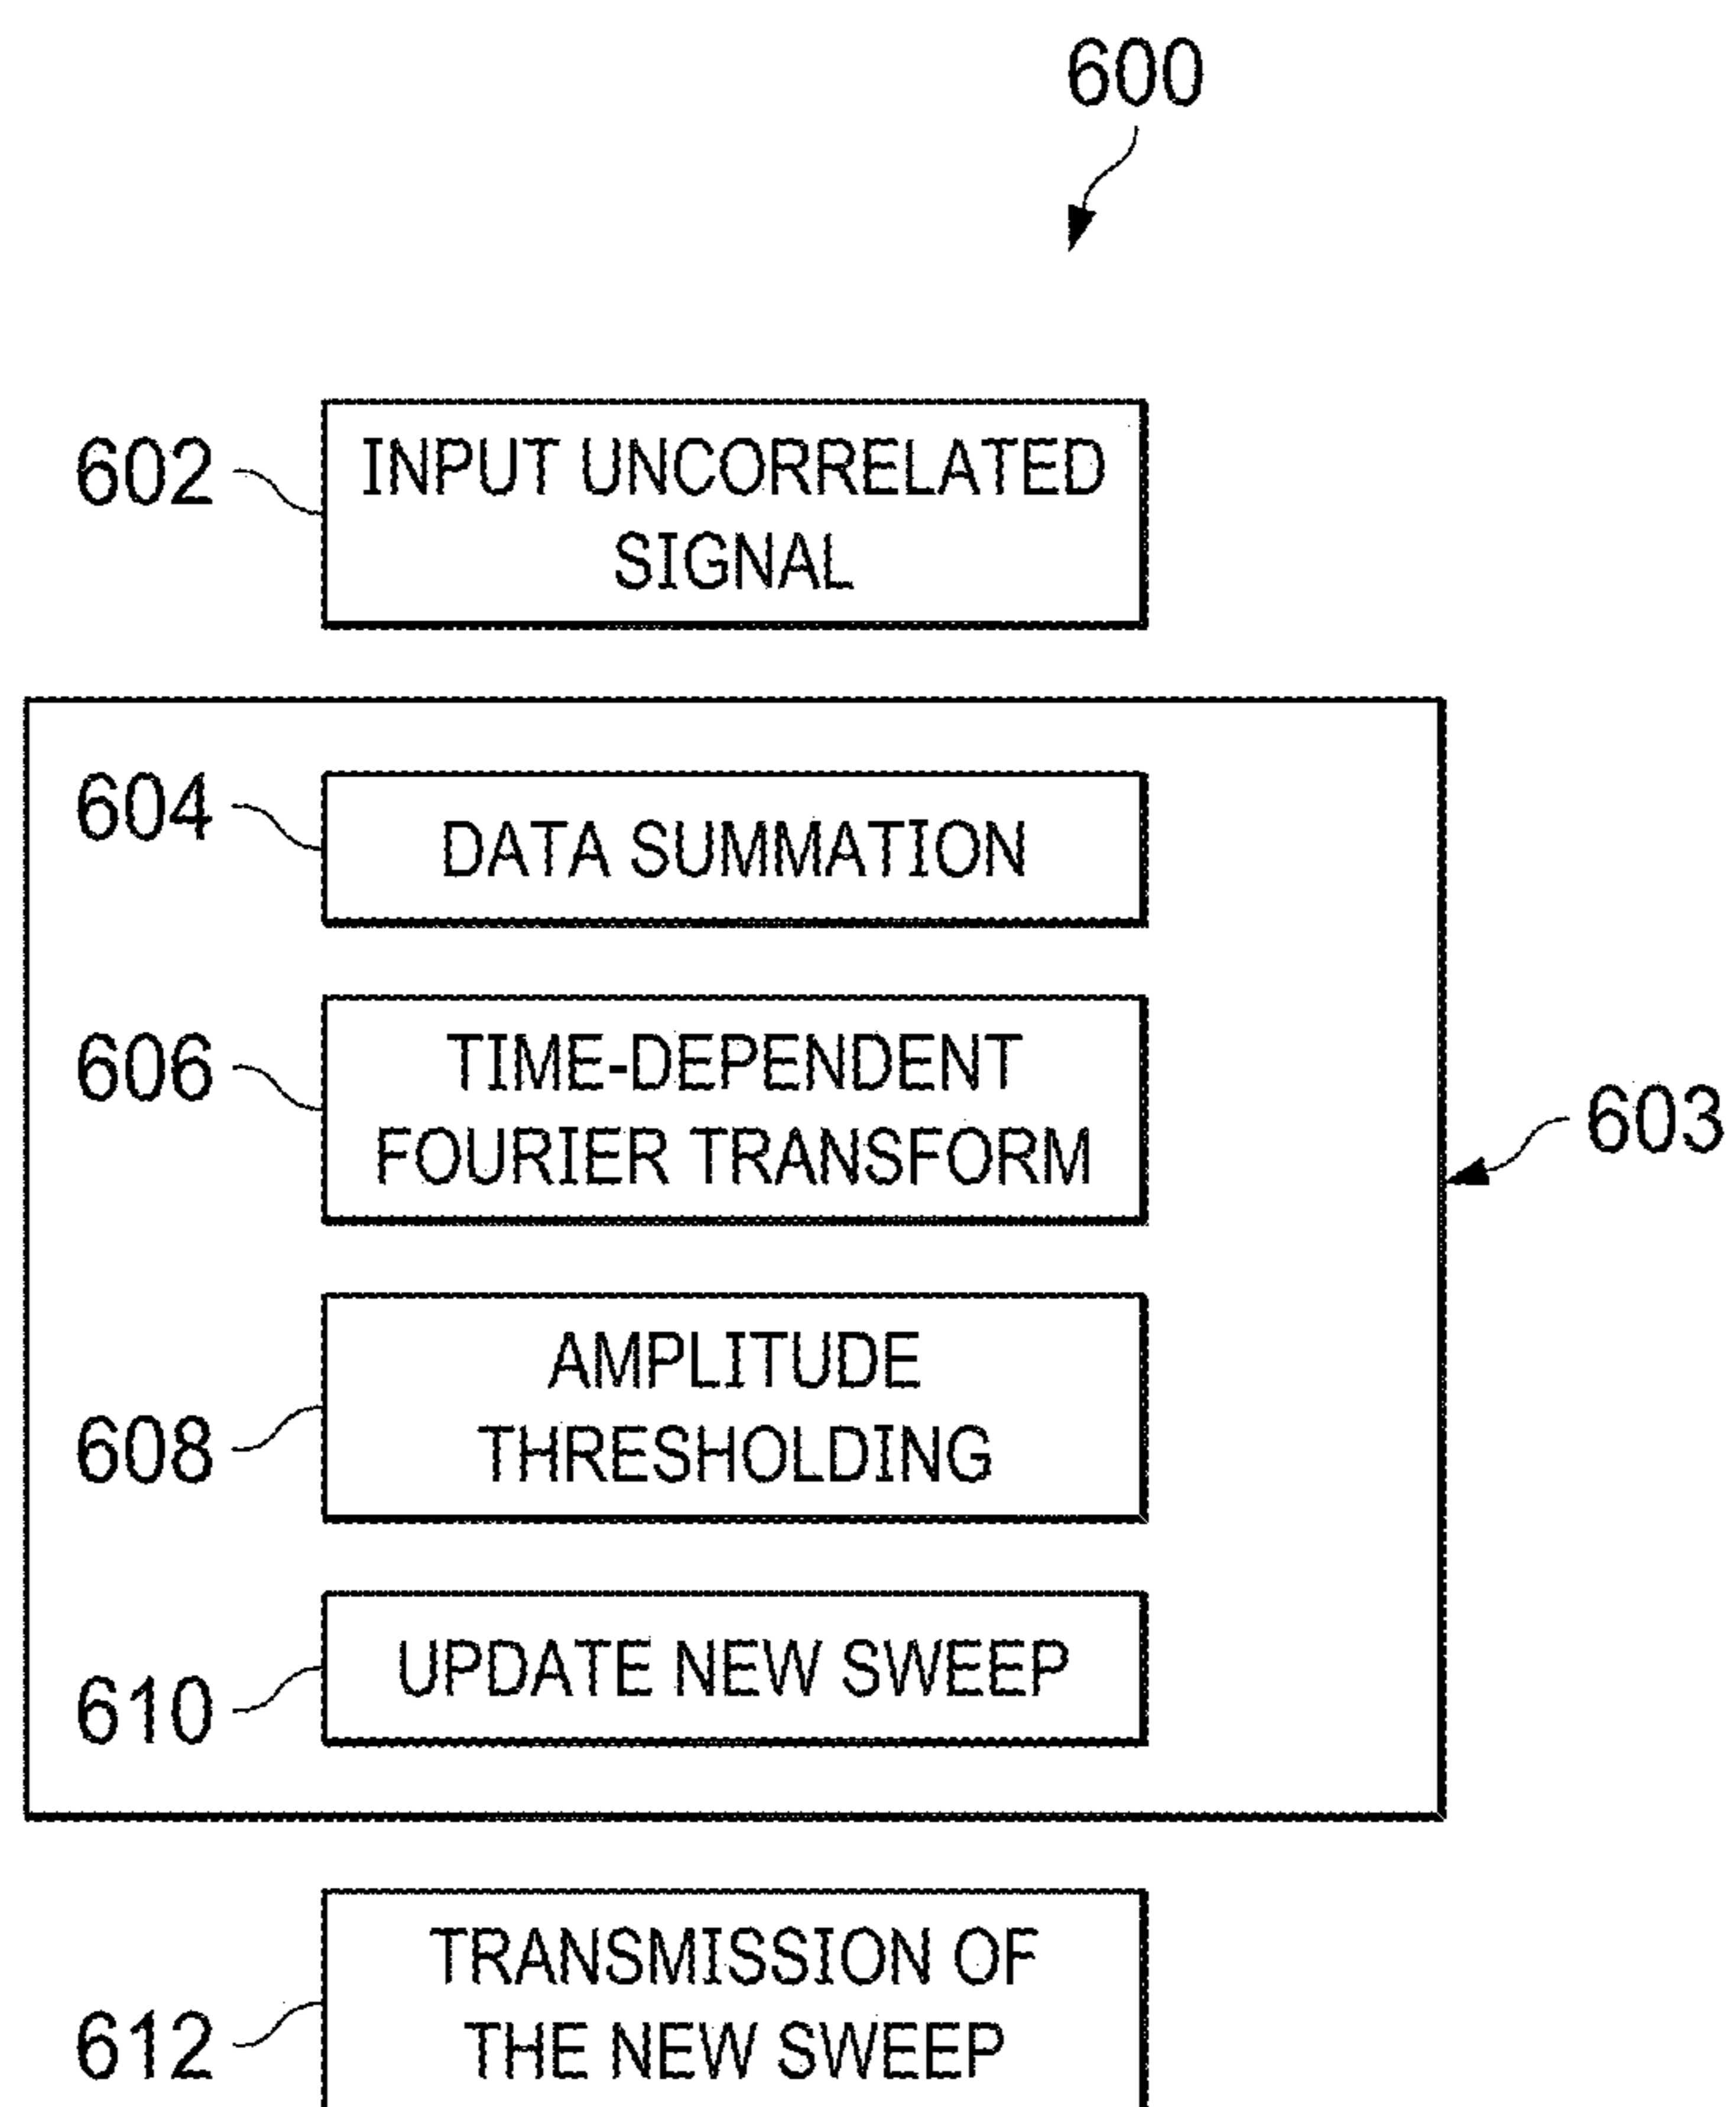 600
602
INPUT UNCORRELATED
SIGNAL
604
DATA SUMMATION
606
TIME-DEPENDENT
FOURIER TRANSFORM
603
AMPLITUDE
THRESHOLDING
608
UPDATE NEW SWEEP
610
TRANSMISSION OF
THE NEW SWEEP
612